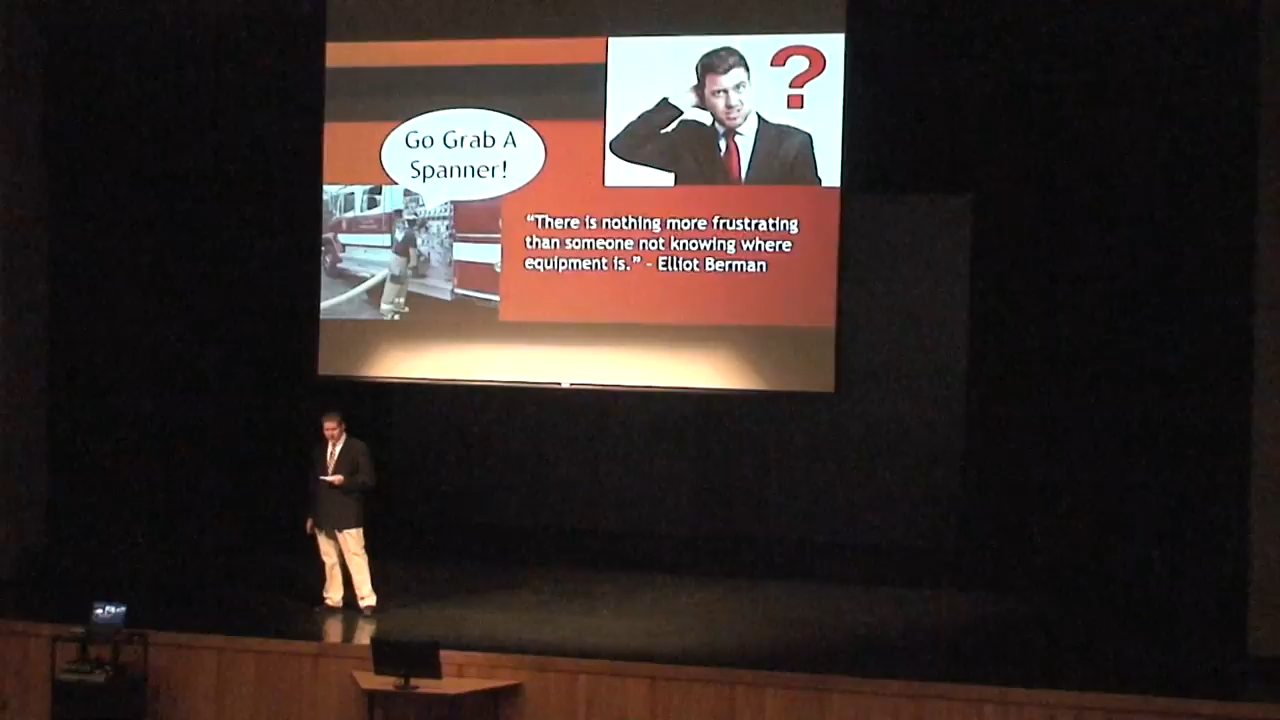 Go Grab A
Spanner!
?
“There is nothing more frustrating
than someone not knowing where
equipment is.” - Elliot Berman